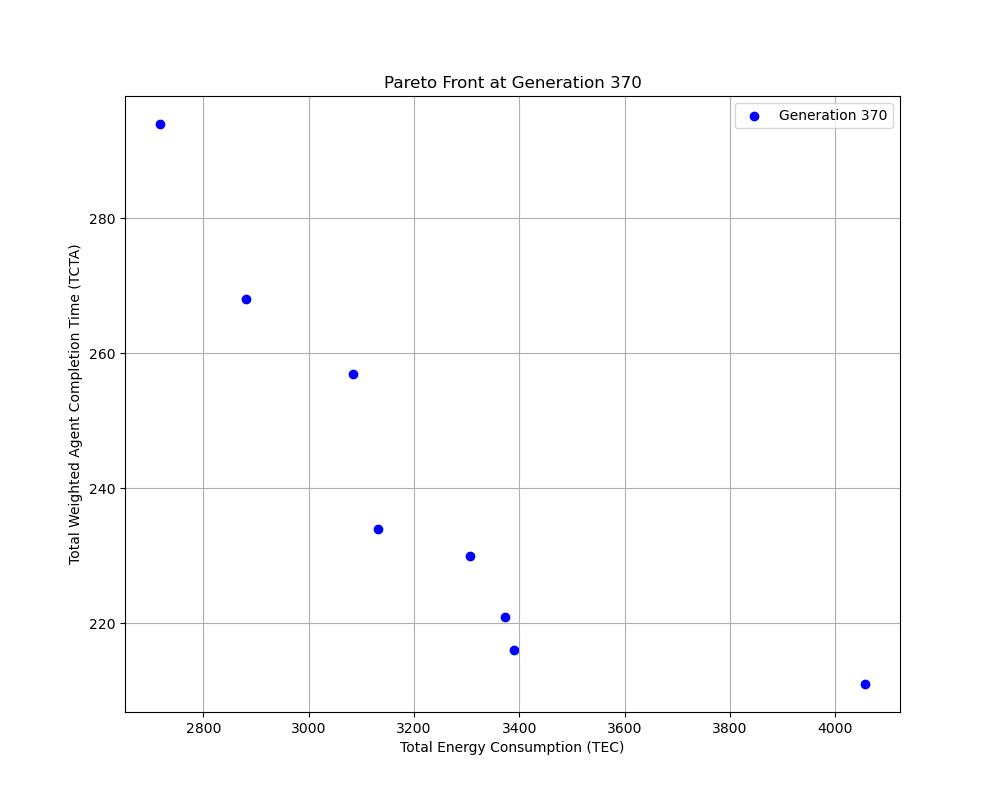 Pareto Front at Generation 370
Generation 370
280
260
240
220
Total Weighted Agent Completion Time (TCTA)
2800 3000 3200 3400 3600 3800 4000
Total Energy Consumption (TEC)